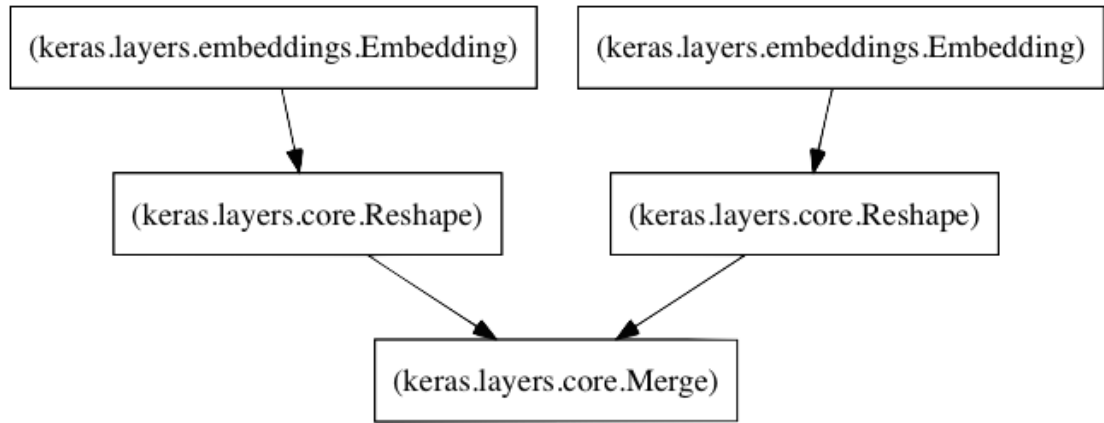 (keras.layers.embeddings.Embedding)
(keras.layers.embeddings.Embedding)
(keras.layers.core.Reshape)
(keras.layers.core.Reshape)
(keras.layers.core.Merge)